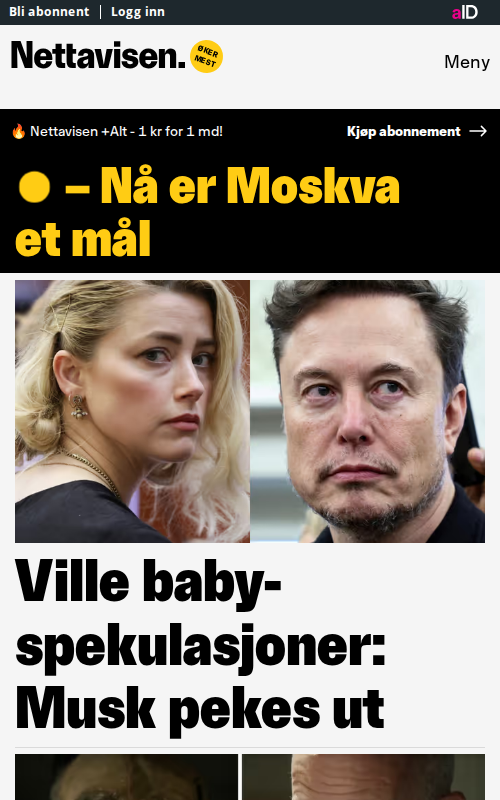 Bli abonnent | Logg inn
aID
Nettavisen.
ØKER
MEST
Meny
🔥 Nettavisen +Alt - 1 kr for 1 md!
Kjøp abonnement →
– Nå er Moskva
et mål
Ville baby-
spekulasjoner:
Musk pekes ut